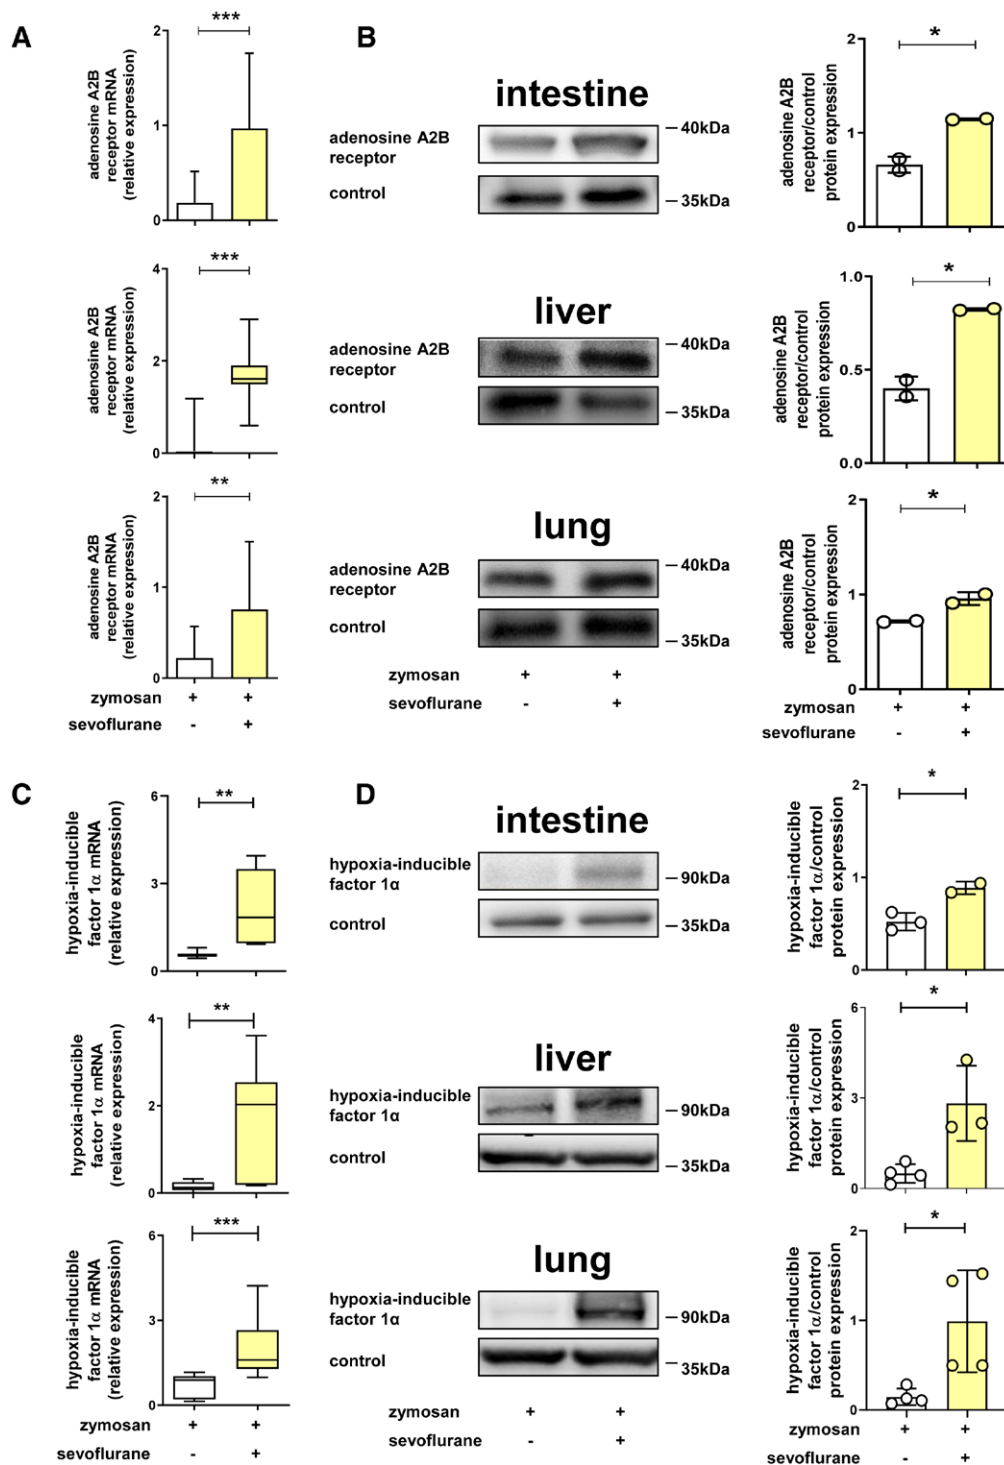 A
***
adenosine A2B
receptor mRNA
(relative expression)
2
1
0
***
adenosine A2B
receptor mRNA
(relative expression)
4
2
0
**
adenosine A2B
receptor mRNA
(relative expression)
2
1
0
zymosan + +
sevoflurane - +
B
intestine
adenosine A2B
receptor
40kDa
control
35kDa
liver
adenosine A2B
receptor
40kDa
control
35kDa
lung
adenosine A2B
receptor
40kDa
control
35kDa
zymosan + +
sevoflurane - +
*
adenosine A2B
receptor/control
protein expression
2
1
0
*
adenosine A2B
receptor/control
protein expression
1.0
0.5
0.0
*
adenosine A2B
receptor/control
protein expression
2
1
0
zymosan + +
sevoflurane - +
C
**
hypoxia-inducible
factor 1α mRNA
(relative expression)
6
3
0
**
hypoxia-inducible
factor 1α mRNA
(relative expression)
4
2
0
***
hypoxia-inducible
factor 1α mRNA
(relative expression)
6
3
0
zymosan + +
sevoflurane - +
D
intestine
hypoxia-inducible
factor 1α
90kDa
control
35kDa
liver
hypoxia-inducible
factor 1α
90kDa
control
35kDa
lung
hypoxia-inducible
factor 1α
90kDa
control
35kDa
zymosan + +
sevoflurane - +
*
hypoxia-inducible
factor 1α/control
protein expression
2
1
0
*
hypoxia-inducible
factor 1α/control
protein expression
6
3
0
*
hypoxia-inducible
factor 1α/control
protein expression
2
1
0
zymosan + +
sevoflurane - +